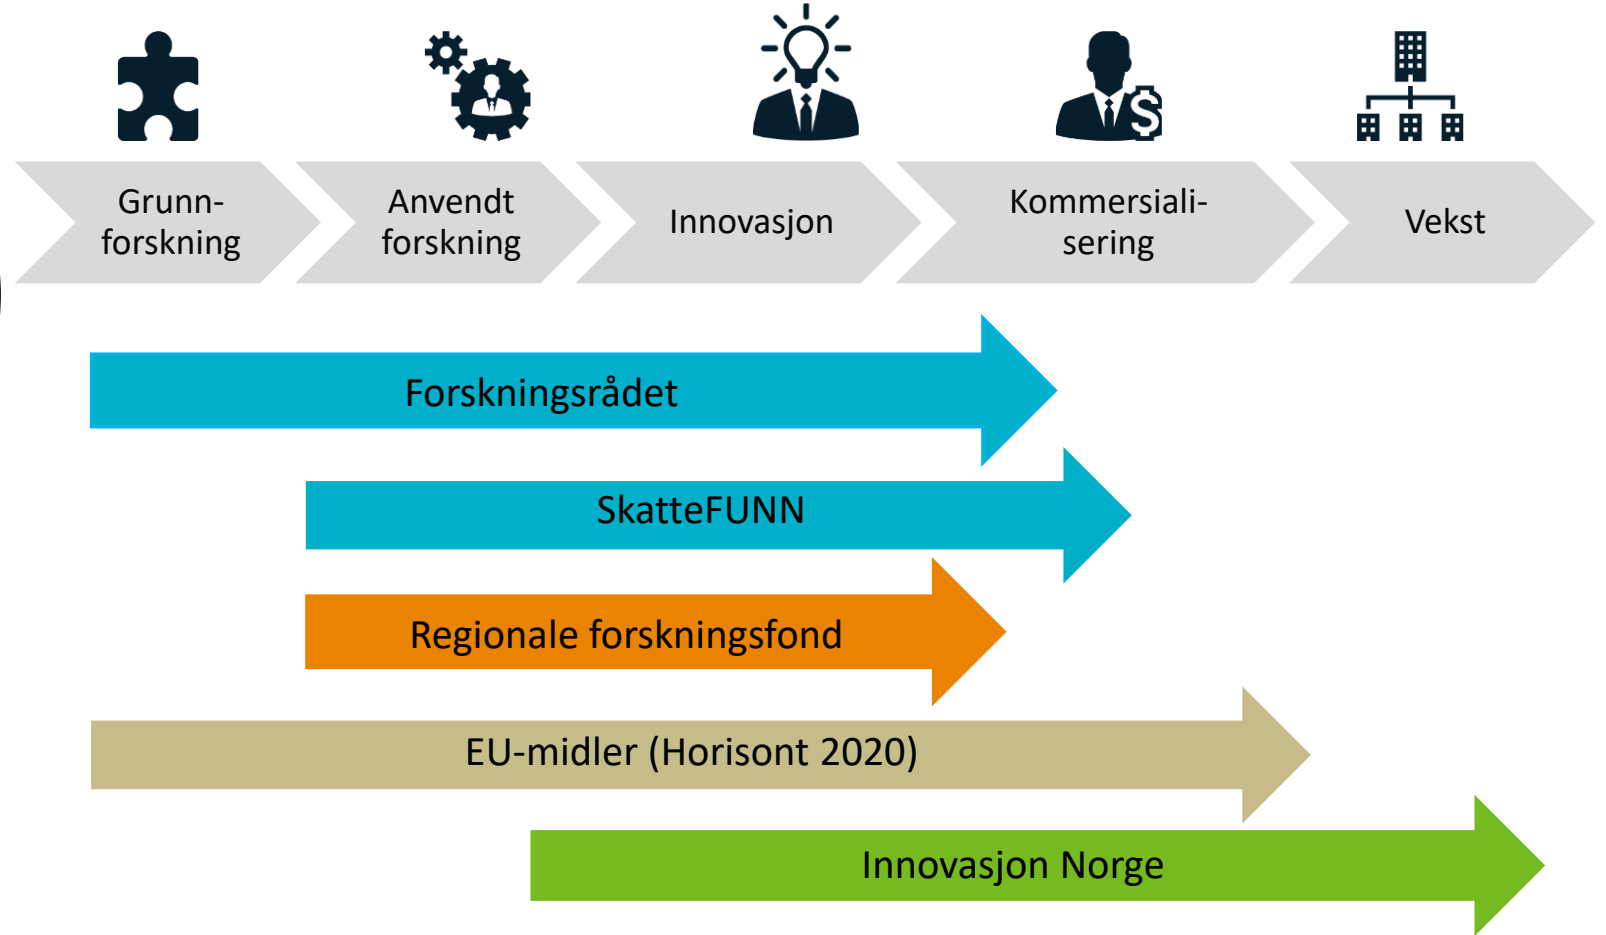 Grunn-
forskning
Anvendt
forskning
Innovasjon
Kommersiali-
sering
Vekst
Forskningsrådet
SkatteFUNN
Regionale forskningsfond
EU-midler (Horisont 2020)
Innovasjon Norge